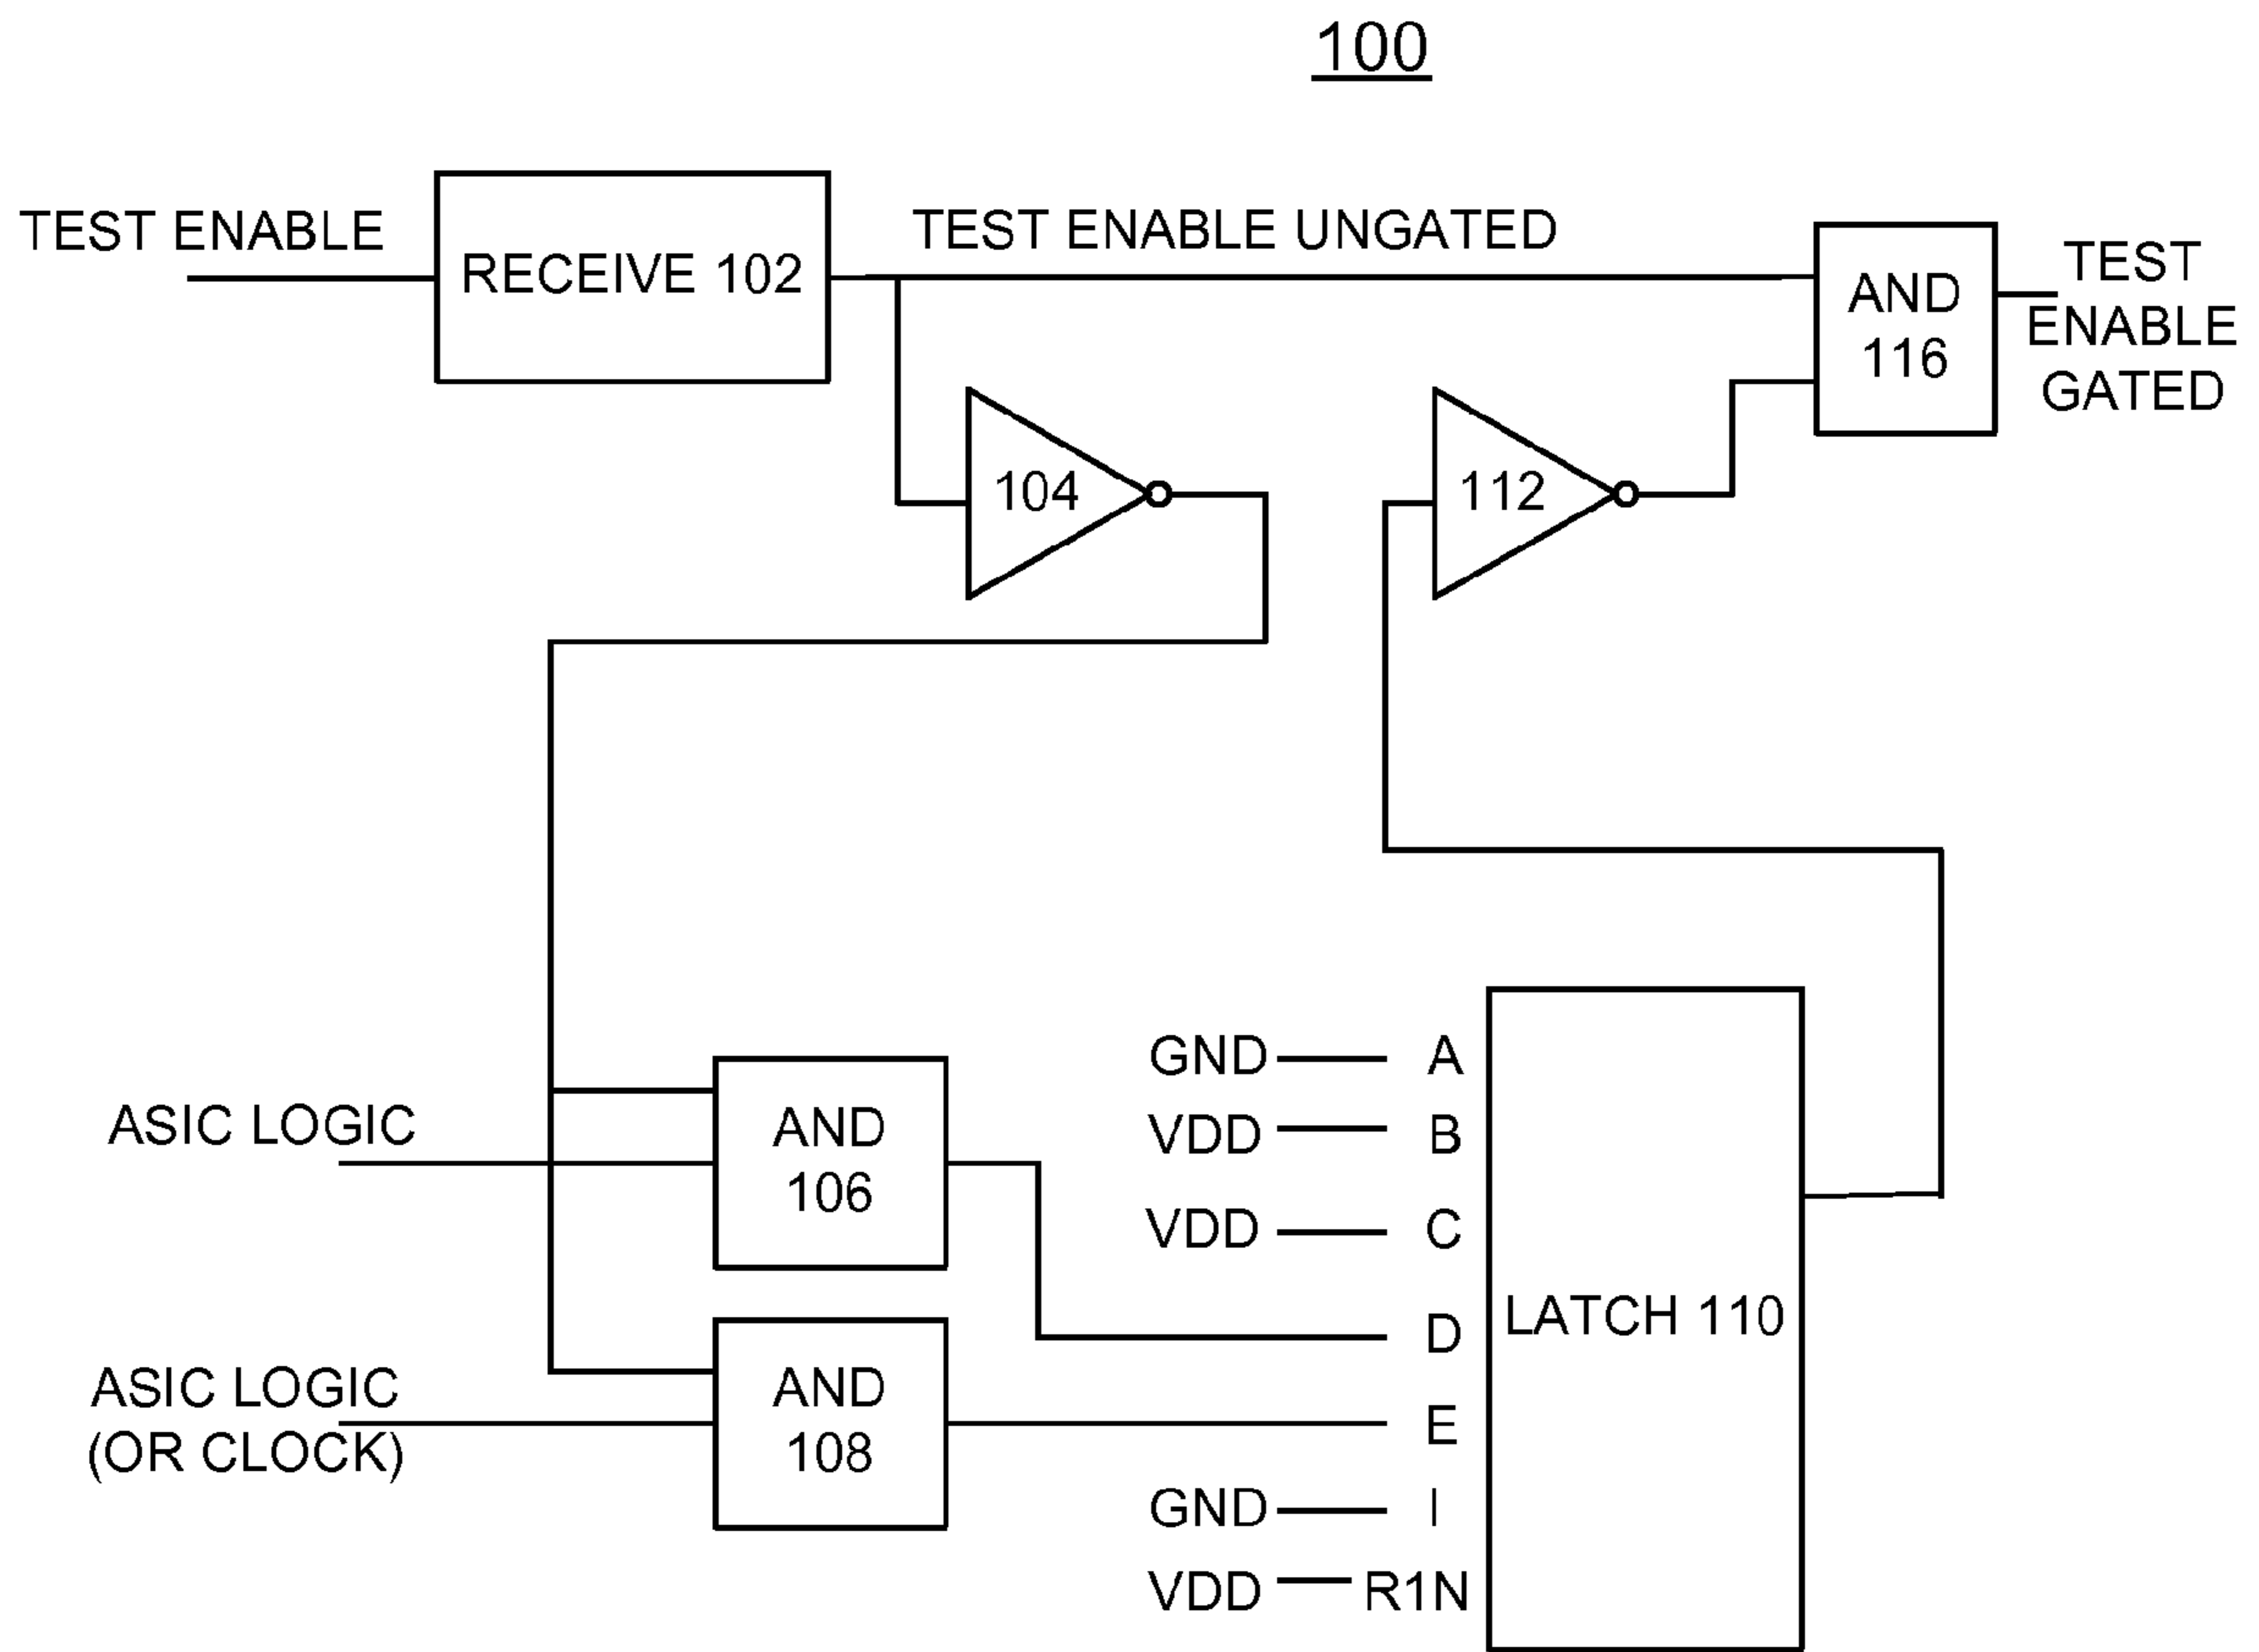 100
TEST ENABLE
RECEIVE 102
TEST ENABLE UNGATED
AND
116
TEST
ENABLE
GATED
104
112
ASIC LOGIC
AND
106
ASIC LOGIC
(OR CLOCK)
AND
108
GND A
VDD B
VDD C
D
E
GND I
VDD R1N
LATCH 110